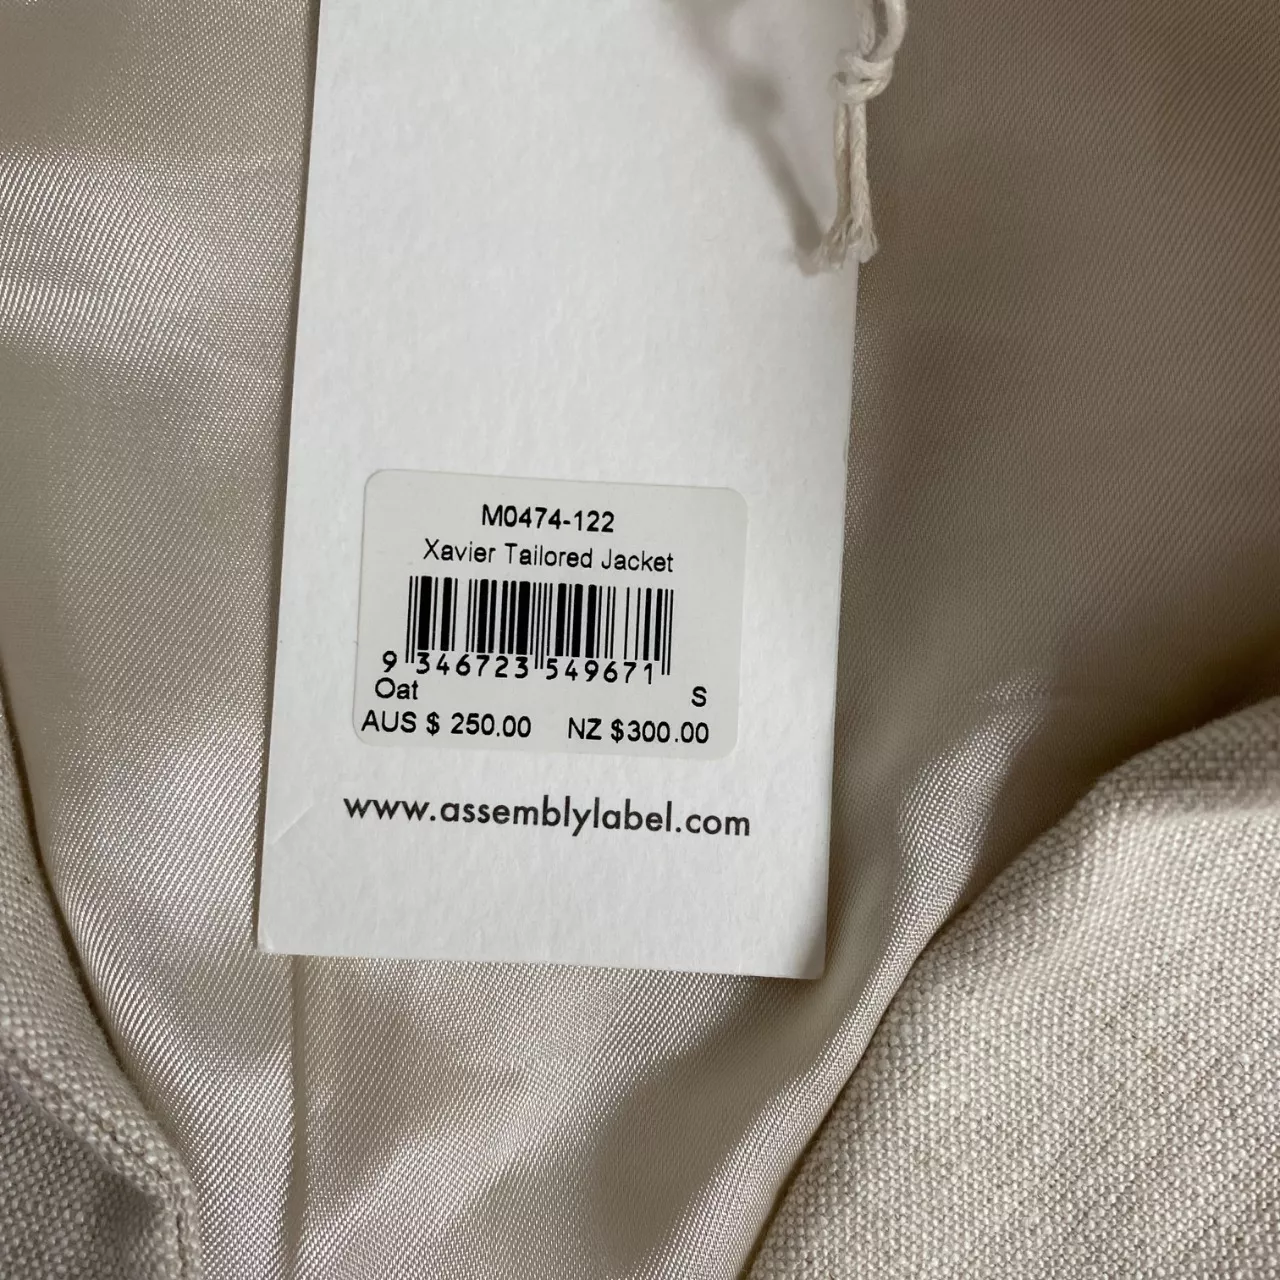 M0474-122
Xavier Tailored Jacket
9 346723 549671
Oat S
AUS $ 250.00 NZ $300.00
www.assemblylabel.com